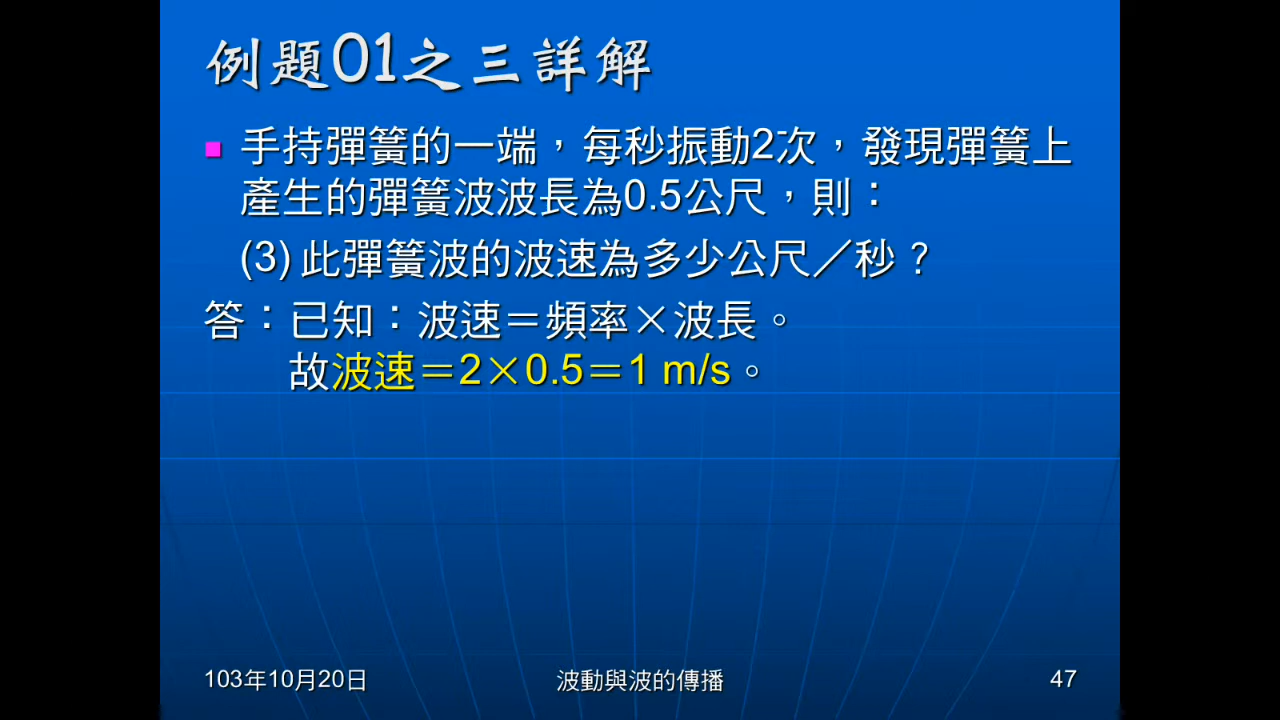 例題01之三詳解
手持彈簧的一端，每秒振動2次，發現彈簧上
產生的彈簧波波長為0.5公尺，則：
(3) 此彈簧波的波速為多少公尺／秒？
答：已知：波速＝頻率×波長。
故波速＝2×0.5＝1 m/s。
103年10月20日 波動與波的傳播 47